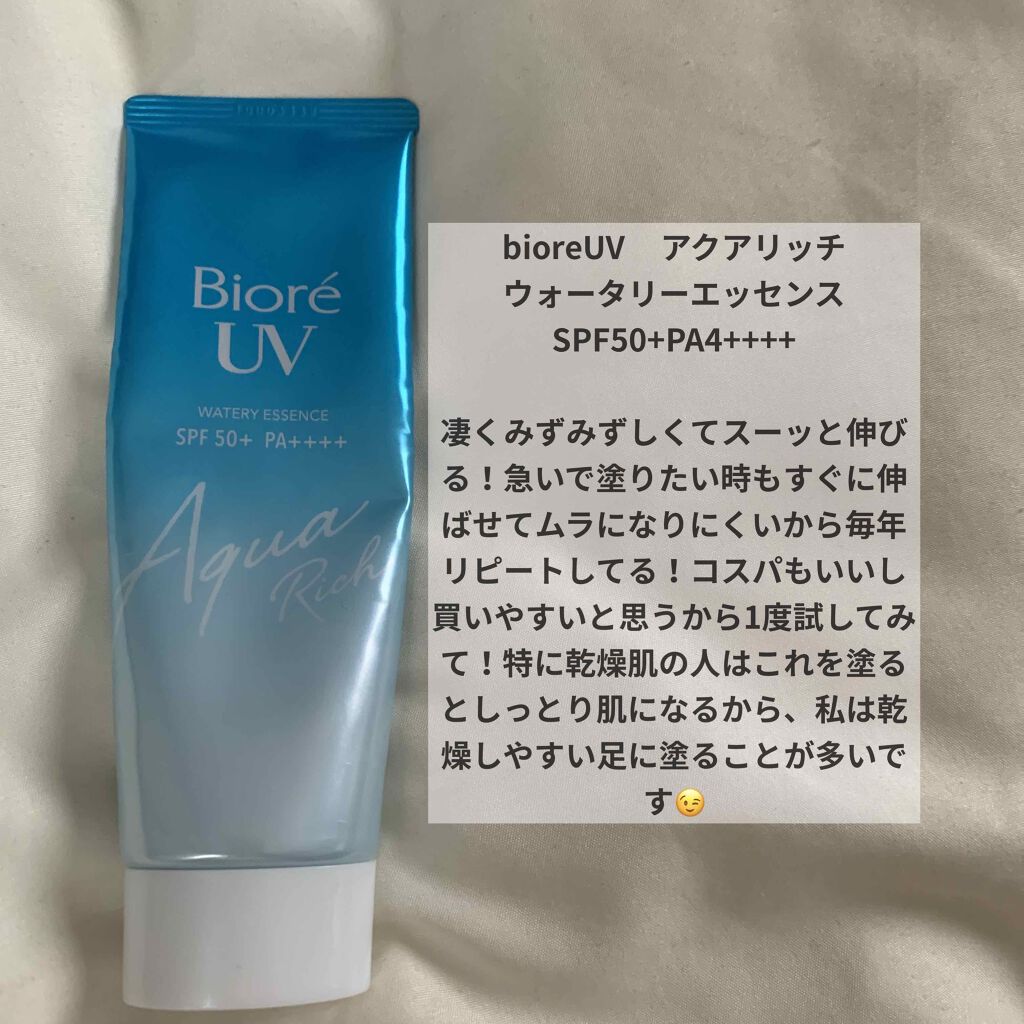 Bioré
UV
WATERY ESSENCE
SPF 50+ PA++++
Aqua
Rich
bioreUV　アクアリッチ
ウォータリーエッセンス
SPF50+PA4++++
凄くみずみずしくてスーッと伸び
る！急いで塗りたい時もすぐに伸
ばせてムラになりにくいから毎年
リピートしてる！コスパもいいし
買いやすいと思うから1度試してみ
て！特に乾燥肌の人はこれを塗る
としっとり肌になるから、私は乾
燥しやすい足に塗ることが多いで
す😉